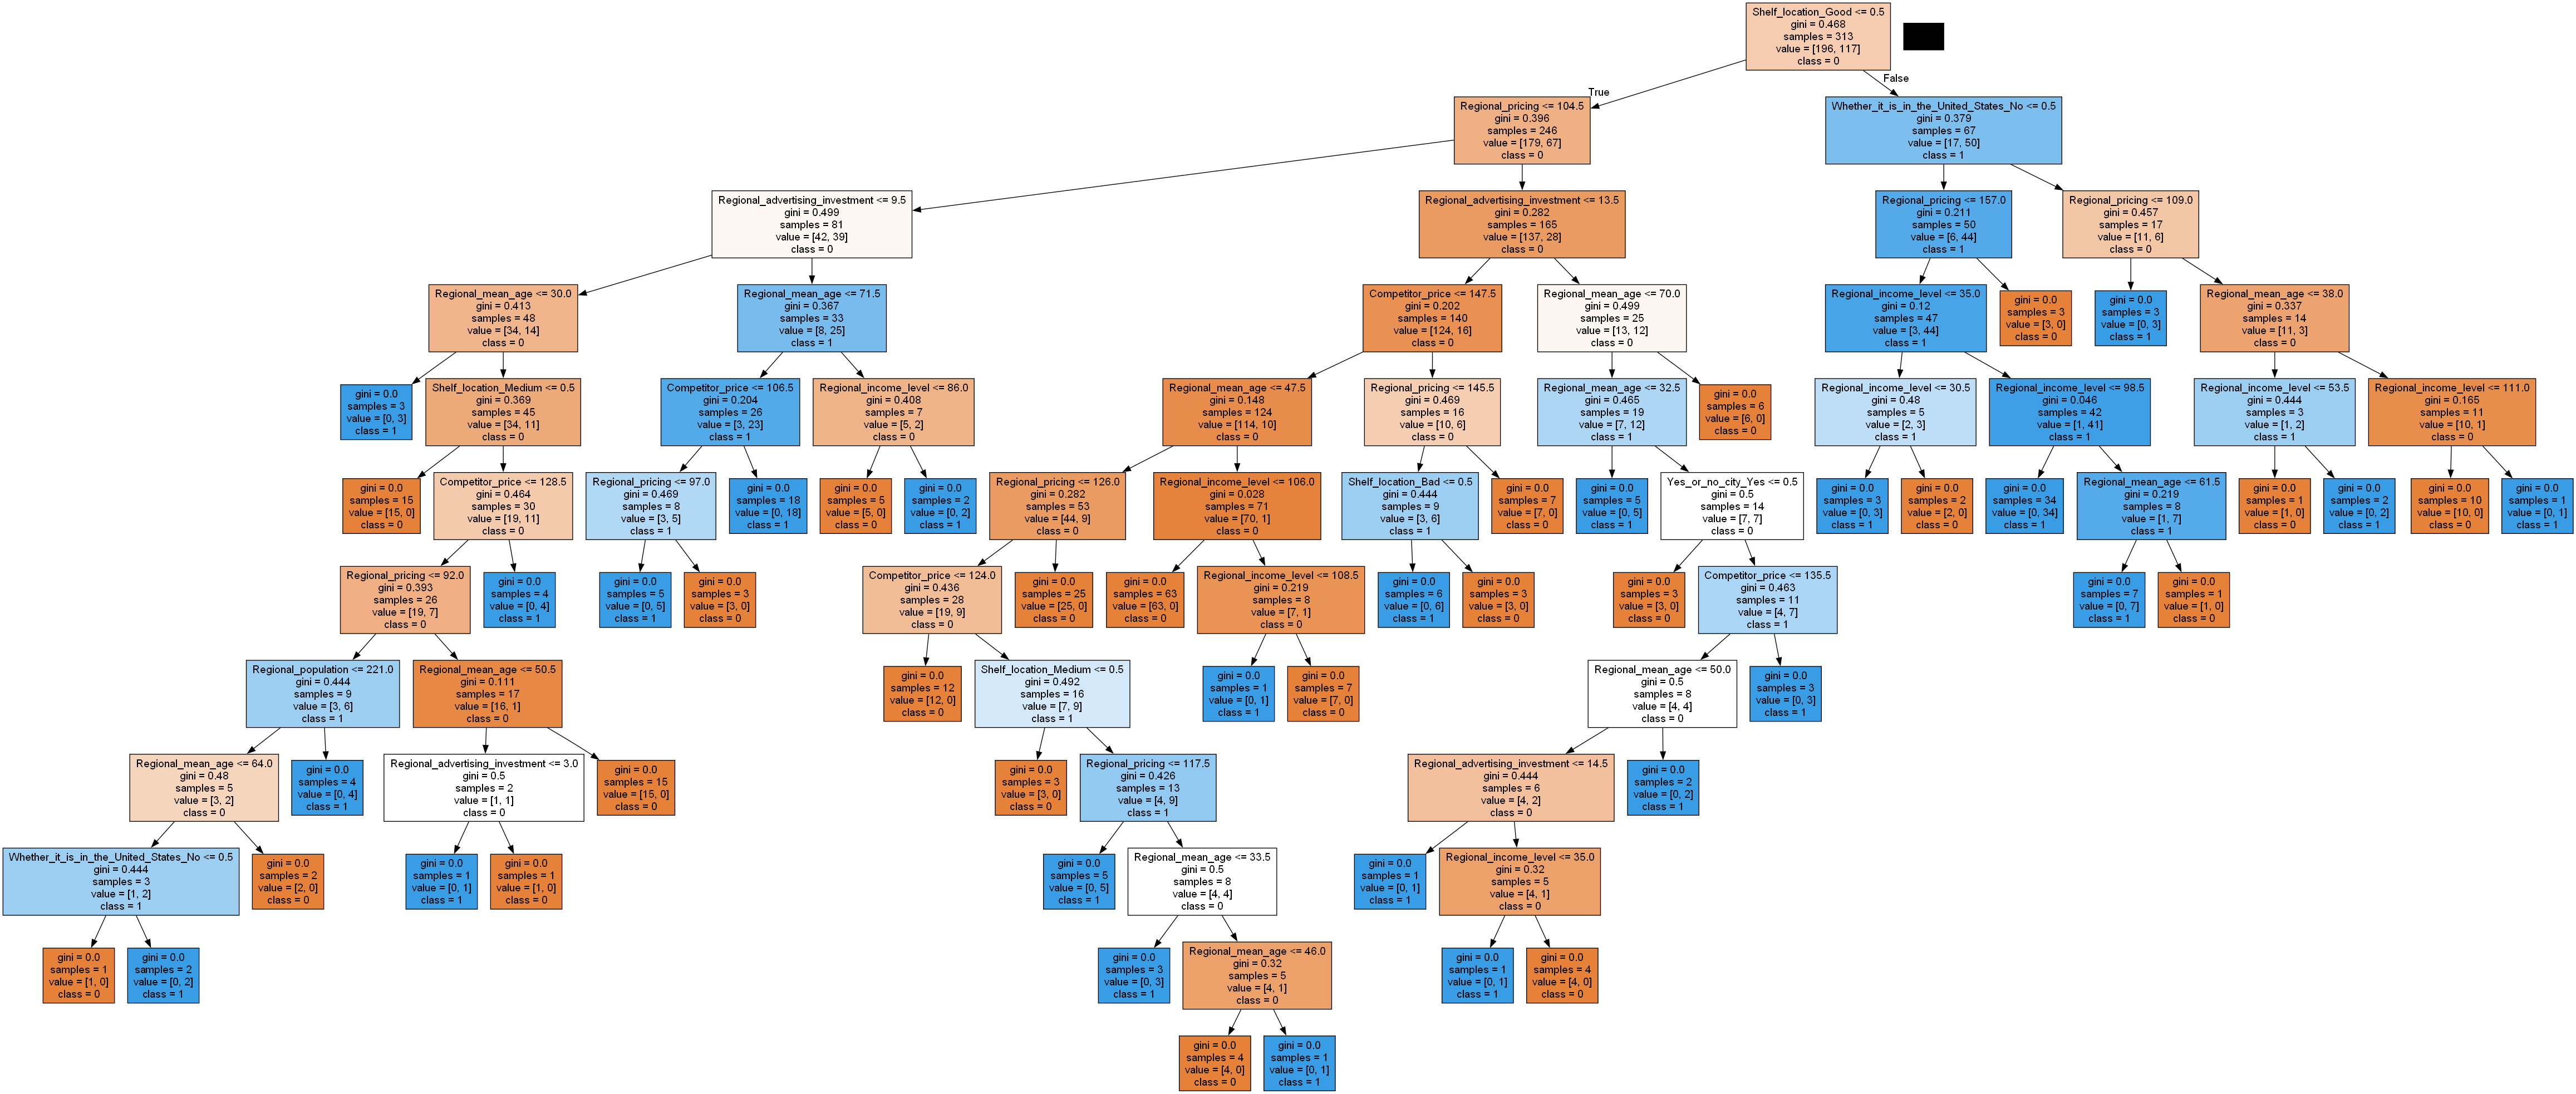 Shelf_location_Good <= 0.5
gini = 0.468
samples = 313
value = [196, 117]
class = 0
True
False
Regional_pricing <= 104.5
gini = 0.396
samples = 246
value = [179, 67]
class = 0
Whether_it_is_in_the_United_States_No <= 0.5
gini = 0.379
samples = 67
value = [17, 50]
class = 1
Regional_advertising_investment <= 9.5
gini = 0.499
samples = 81
value = [42, 39]
class = 0
Regional_advertising_investment <= 13.5
gini = 0.282
samples = 165
value = [137, 28]
class = 0
Regional_pricing <= 157.0
gini = 0.211
samples = 50
value = [6, 44]
class = 1
Regional_pricing <= 109.0
gini = 0.457
samples = 17
value = [11, 6]
class = 0
Regional_mean_age <= 30.0
gini = 0.413
samples = 48
value = [34, 14]
class = 0
Regional_mean_age <= 71.5
gini = 0.367
samples = 33
value = [8, 25]
class = 1
Competitor_price <= 147.5
gini = 0.202
samples = 140
value = [124, 16]
class = 0
Regional_mean_age <= 70.0
gini = 0.499
samples = 25
value = [13, 12]
class = 0
Regional_income_level <= 35.0
gini = 0.12
samples = 47
value = [3, 44]
class = 1
gini = 0.0
samples = 3
value = [3, 0]
class = 0
gini = 0.0
samples = 3
value = [0, 3]
class = 1
Regional_mean_age <= 38.0
gini = 0.337
samples = 14
value = [11, 3]
class = 0
gini = 0.0
samples = 3
value = [0, 3]
class = 1
Shelf_location_Medium <= 0.5
gini = 0.369
samples = 45
value = [34, 11]
class = 0
Competitor_price <= 106.5
gini = 0.204
samples = 26
value = [3, 23]
class = 1
Regional_income_level <= 86.0
gini = 0.408
samples = 7
value = [5, 2]
class = 0
Regional_mean_age <= 47.5
gini = 0.148
samples = 124
value = [114, 10]
class = 0
Regional_pricing <= 145.5
gini = 0.469
samples = 16
value = [10, 6]
class = 0
Regional_mean_age <= 32.5
gini = 0.465
samples = 19
value = [7, 12]
class = 1
gini = 0.0
samples = 6
value = [6, 0]
class = 0
Regional_income_level <= 30.5
gini = 0.48
samples = 5
value = [2, 3]
class = 1
Regional_income_level <= 98.5
gini = 0.046
samples = 42
value = [1, 41]
class = 1
Regional_income_level <= 53.5
gini = 0.444
samples = 3
value = [1, 2]
class = 1
Regional_income_level <= 111.0
gini = 0.165
samples = 11
value = [10, 1]
class = 0
gini = 0.0
samples = 15
value = [15, 0]
class = 0
Competitor_price <= 128.5
gini = 0.464
samples = 30
value = [19, 11]
class = 0
Regional_pricing <= 97.0
gini = 0.469
samples = 8
value = [3, 5]
class = 1
gini = 0.0
samples = 18
value = [0, 18]
class = 1
gini = 0.0
samples = 5
value = [5, 0]
class = 0
gini = 0.0
samples = 2
value = [0, 2]
class = 1
Regional_pricing <= 126.0
gini = 0.282
samples = 53
value = [44, 9]
class = 0
Regional_income_level <= 106.0
gini = 0.028
samples = 71
value = [70, 1]
class = 0
Shelf_location_Bad <= 0.5
gini = 0.444
samples = 9
value = [3, 6]
class = 1
gini = 0.0
samples = 7
value = [7, 0]
class = 0
gini = 0.0
samples = 5
value = [0, 5]
class = 1
Yes_or_no_city_Yes <= 0.5
gini = 0.5
samples = 14
value = [7, 7]
class = 0
gini = 0.0
samples = 3
value = [0, 3]
class = 1
gini = 0.0
samples = 2
value = [2, 0]
class = 0
gini = 0.0
samples = 34
value = [0, 34]
class = 1
Regional_mean_age <= 61.5
gini = 0.219
samples = 8
value = [1, 7]
class = 1
gini = 0.0
samples = 1
value = [1, 0]
class = 0
gini = 0.0
samples = 2
value = [0, 2]
class = 1
gini = 0.0
samples = 10
value = [10, 0]
class = 0
gini = 0.0
samples = 1
value = [0, 1]
class = 1
Regional_pricing <= 92.0
gini = 0.393
samples = 26
value = [19, 7]
class = 0
gini = 0.0
samples = 4
value = [0, 4]
class = 1
gini = 0.0
samples = 5
value = [0, 5]
class = 1
gini = 0.0
samples = 3
value = [3, 0]
class = 0
Competitor_price <= 124.0
gini = 0.436
samples = 28
value = [19, 9]
class = 0
gini = 0.0
samples = 25
value = [25, 0]
class = 0
gini = 0.0
samples = 63
value = [63, 0]
class = 0
Regional_income_level <= 108.5
gini = 0.219
samples = 8
value = [7, 1]
class = 0
gini = 0.0
samples = 6
value = [0, 6]
class = 1
gini = 0.0
samples = 3
value = [3, 0]
class = 0
gini = 0.0
samples = 3
value = [3, 0]
class = 0
Competitor_price <= 135.5
gini = 0.463
samples = 11
value = [4, 7]
class = 1
gini = 0.0
samples = 7
value = [0, 7]
class = 1
gini = 0.0
samples = 1
value = [1, 0]
class = 0
Regional_population <= 221.0
gini = 0.444
samples = 9
value = [3, 6]
class = 1
Regional_mean_age <= 50.5
gini = 0.111
samples = 17
value = [16, 1]
class = 0
gini = 0.0
samples = 12
value = [12, 0]
class = 0
Shelf_location_Medium <= 0.5
gini = 0.492
samples = 16
value = [7, 9]
class = 1
gini = 0.0
samples = 1
value = [0, 1]
class = 1
gini = 0.0
samples = 7
value = [7, 0]
class = 0
Regional_mean_age <= 50.0
gini = 0.5
samples = 8
value = [4, 4]
class = 0
gini = 0.0
samples = 3
value = [0, 3]
class = 1
Regional_mean_age <= 64.0
gini = 0.48
samples = 5
value = [3, 2]
class = 0
gini = 0.0
samples = 4
value = [0, 4]
class = 1
Regional_advertising_investment <= 3.0
gini = 0.5
samples = 2
value = [1, 1]
class = 0
gini = 0.0
samples = 15
value = [15, 0]
class = 0
gini = 0.0
samples = 3
value = [3, 0]
class = 0
Regional_pricing <= 117.5
gini = 0.426
samples = 13
value = [4, 9]
class = 1
Regional_advertising_investment <= 14.5
gini = 0.444
samples = 6
value = [4, 2]
class = 0
gini = 0.0
samples = 2
value = [0, 2]
class = 1
Whether_it_is_in_the_United_States_No <= 0.5
gini = 0.444
samples = 3
value = [1, 2]
class = 1
gini = 0.0
samples = 2
value = [2, 0]
class = 0
gini = 0.0
samples = 1
value = [0, 1]
class = 1
gini = 0.0
samples = 1
value = [1, 0]
class = 0
gini = 0.0
samples = 5
value = [0, 5]
class = 1
Regional_mean_age <= 33.5
gini = 0.5
samples = 8
value = [4, 4]
class = 0
gini = 0.0
samples = 1
value = [0, 1]
class = 1
Regional_income_level <= 35.0
gini = 0.32
samples = 5
value = [4, 1]
class = 0
gini = 0.0
samples = 1
value = [1, 0]
class = 0
gini = 0.0
samples = 2
value = [0, 2]
class = 1
gini = 0.0
samples = 3
value = [0, 3]
class = 1
Regional_mean_age <= 46.0
gini = 0.32
samples = 5
value = [4, 1]
class = 0
gini = 0.0
samples = 1
value = [0, 1]
class = 1
gini = 0.0
samples = 4
value = [4, 0]
class = 0
gini = 0.0
samples = 4
value = [4, 0]
class = 0
gini = 0.0
samples = 1
value = [0, 1]
class = 1